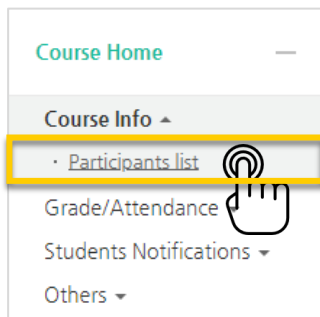 Course Home
Course Info
· Participants list
Grade/Attendance
Students Notifications
Others